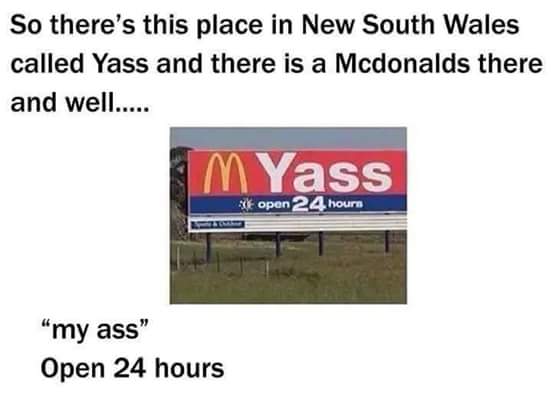 So there’s this place in New South Wales
called Yass and there is a Mcdonalds there
and well.....
M Yass
open 24 hours
“my ass”
Open 24 hours